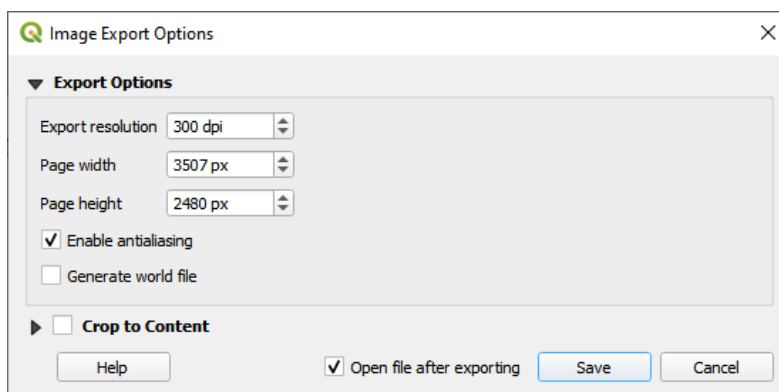 Image Export Options
Export Options
Export resolution 300 dpi
Page width 3507 px
Page height 2480 px
Enable antialiasing
Generate world file
Crop to Content
Help Open file after exporting Save Cancel